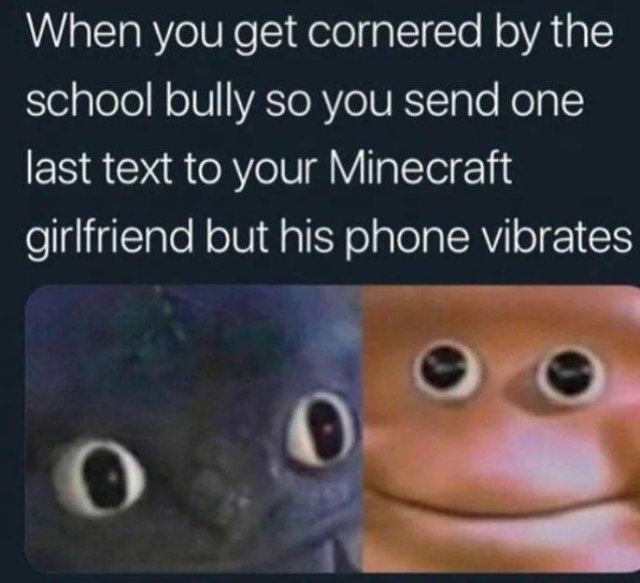 When you get cornered by the
school bully so you send one
last text to your Minecraft
girlfriend but his phone vibrates